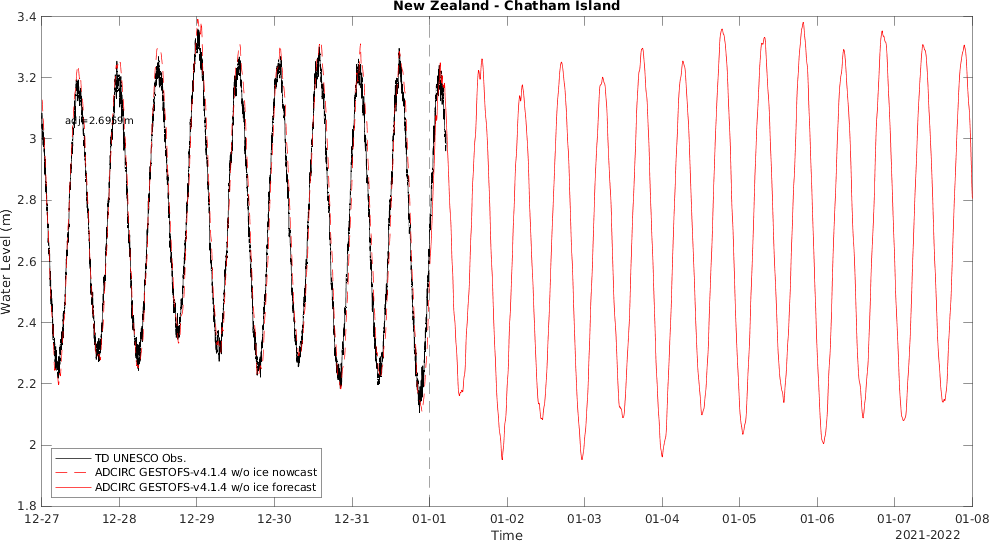 New Zealand - Chatham Island
3.4
3.2
3
2.8
2.6
2.4
2.2
2
1.8
Water Level (m)
adj=2.6959m
TD UNESCO Obs.
ADCIRC GESTOFS-v4.1.4 w/o ice nowcast
ADCIRC GESTOFS-v4.1.4 w/o ice forecast
12-27 12-28 12-29 12-30 12-31 01-01 01-02 01-03 01-04 01-05 01-06 01-07 01-08
Time
2021-2022